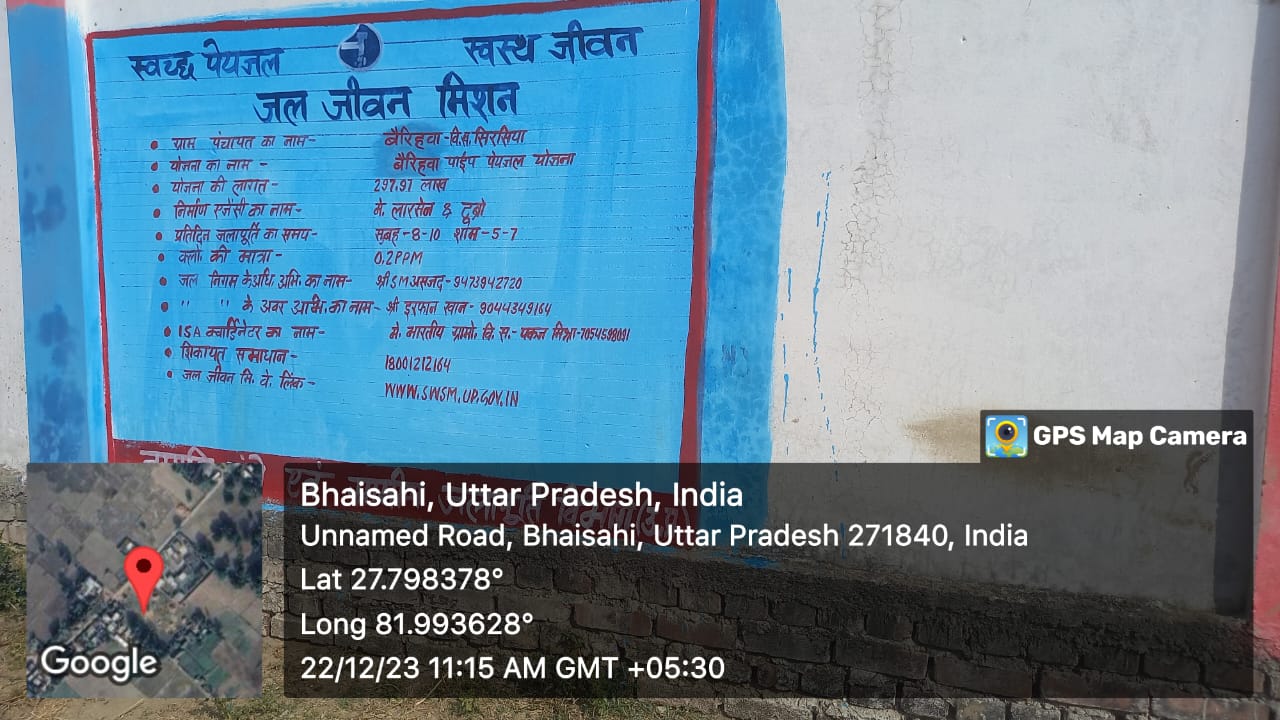 स्वच्छ पेयजल स्वस्थ जीवन
जल जीवन मिशन
• ग्राम पंचायत का नाम- बैरिहवा-वि.ख. सिरसिया
• योजना का नाम - बैरिहवा पाईप पेयजल योजना
• योजना की लागत- 297.97 लाख
• निर्माण एजेंसी का नाम- मे. लारसेन & टूब्रो
• प्रतिदिन जलापूर्ति का समय- सुबह-8-10 शाम-5-7
• क्लो. की मात्रा- 0.2PPM
• जल निगम के अधि. अभि. का नाम- श्री SM असजद-9473942720
• " " के अवर अभि. का नाम- श्री इरफान खान- 9044349164
• ISA क्वार्डिनेटर का नाम- मे. भारतीय ग्रामो. वि. स.- पंकज मिश्रा-7054598091
• शिकायत समाधान- 18001212164
• जल जीवन मि. वे. लिंक- WWW.SWSM.UP.GOV.IN
GPS Map Camera
Bhaisahi, Uttar Pradesh, India
Unnamed Road, Bhaisahi, Uttar Pradesh 271840, India
Lat 27.798378°
Long 81.993628°
22/12/23 11:15 AM GMT +05:30
Google